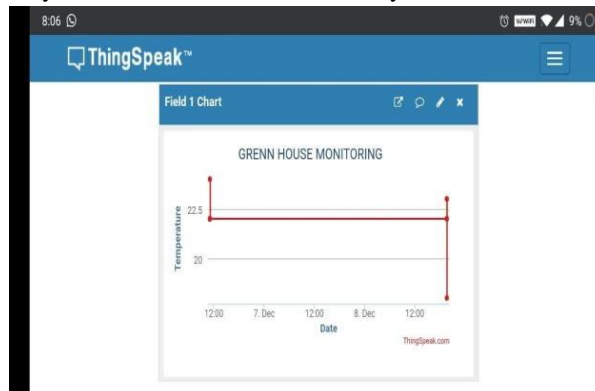 8:06 9%
ThingSpeak™
Field 1 Chart
GRENN HOUSE MONITORING
Temperature
22.5
20
12:00 7. Dec 12:00 8. Dec 12:00
Date
ThingSpeak.com